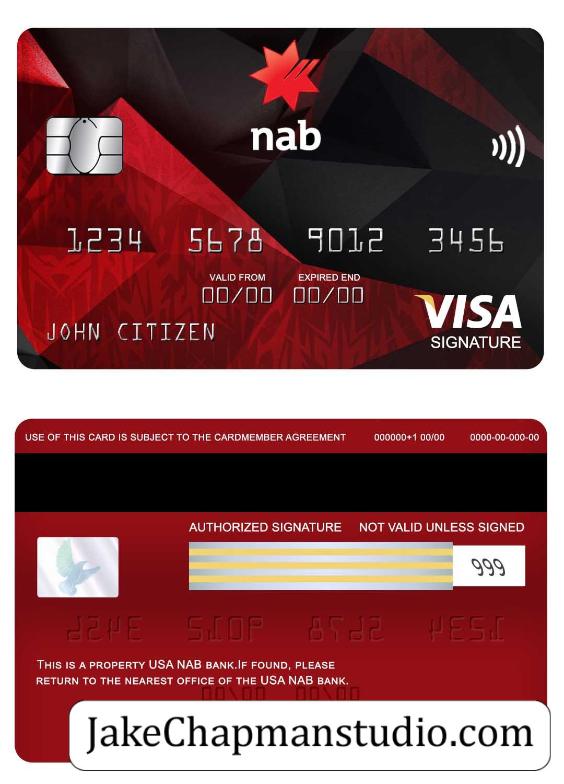 nab
1234 5678 9012 3456
VALID FROM EXPIRED END
00/00 00/00
JOHN CITIZEN
VISA
SIGNATURE
USE OF THIS CARD IS SUBJECT TO THE CARDMEMBER AGREEMENT 000000+1 00/00 0000-00-000-00
AUTHORIZED SIGNATURE NOT VALID UNLESS SIGNED
999
THIS IS A PROPERTY USA NAB BANK.IF FOUND, PLEASE
RETURN TO THE NEAREST OFFICE OF THE USA NAB BANK.
JakeChapmanstudio.com